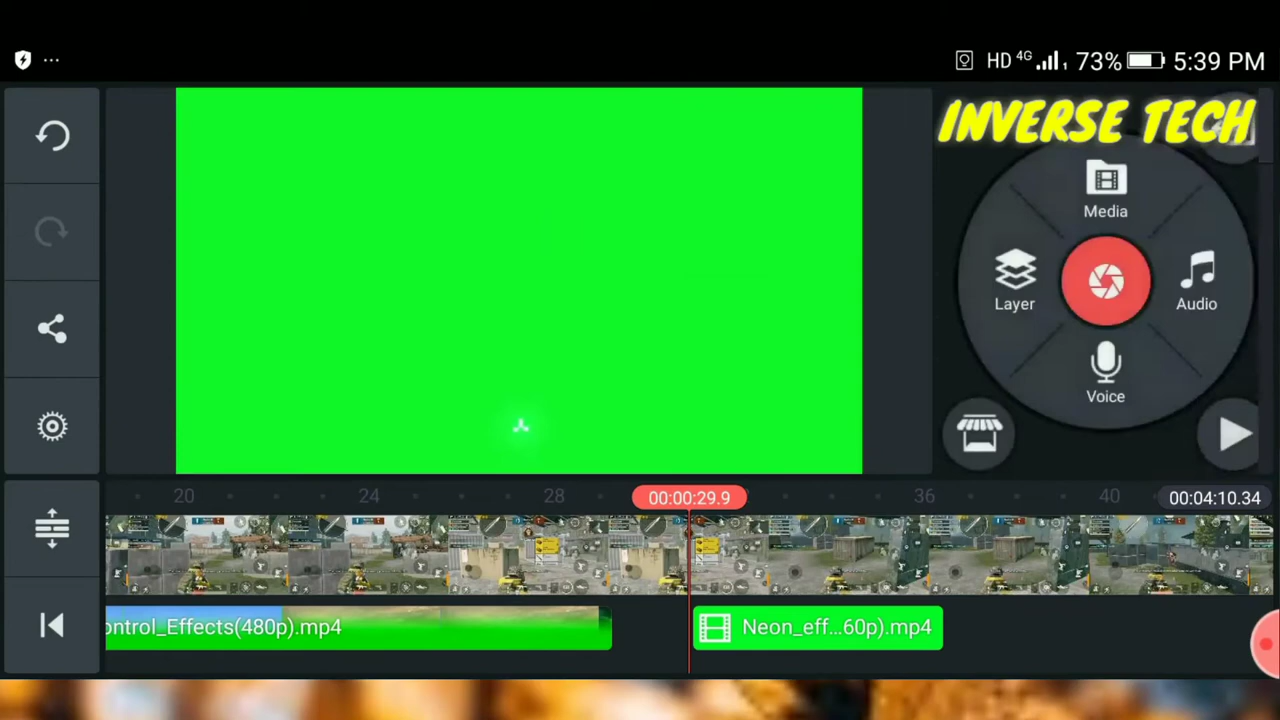 ... HD 4G 1 73% 5:39 PM
INVERSE TECH
Media
Layer
Audio
Voice
20 24 28 00:00:29.9 36 40 00:04:10.34
ontrol_Effects(480p).mp4
Neon_eff...60p).mp4